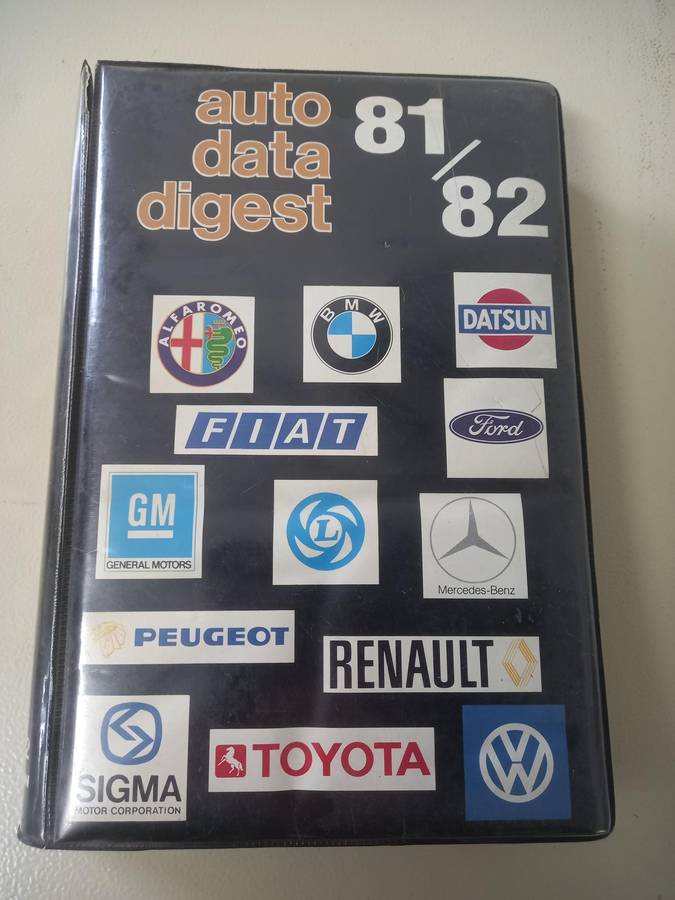 auto
data
digest
81/82
ALFA ROMEO
BMW
DATSUN
FIAT
Ford
GM
GENERAL MOTORS
L
Mercedes-Benz
PEUGEOT
RENAULT
S
SIGMA
MOTOR CORPORATION
TOYOTA
VW